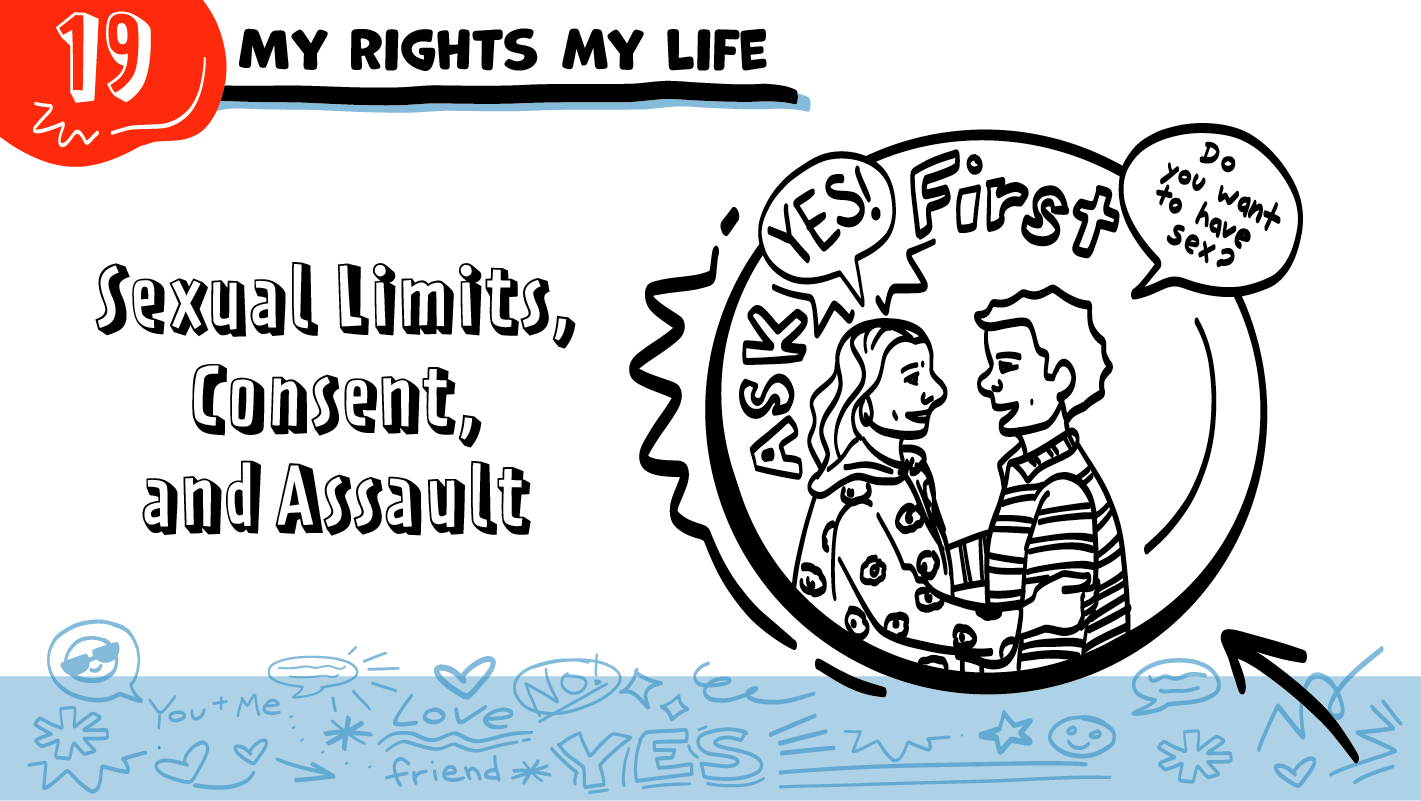 19
MY RIGHTS MY LIFE
Sexual Limits,
Consent,
and Assault
ASK
YES!
First
Do
you want
to have
sex?
You + Me
Love
friend
NO!
YES
NO